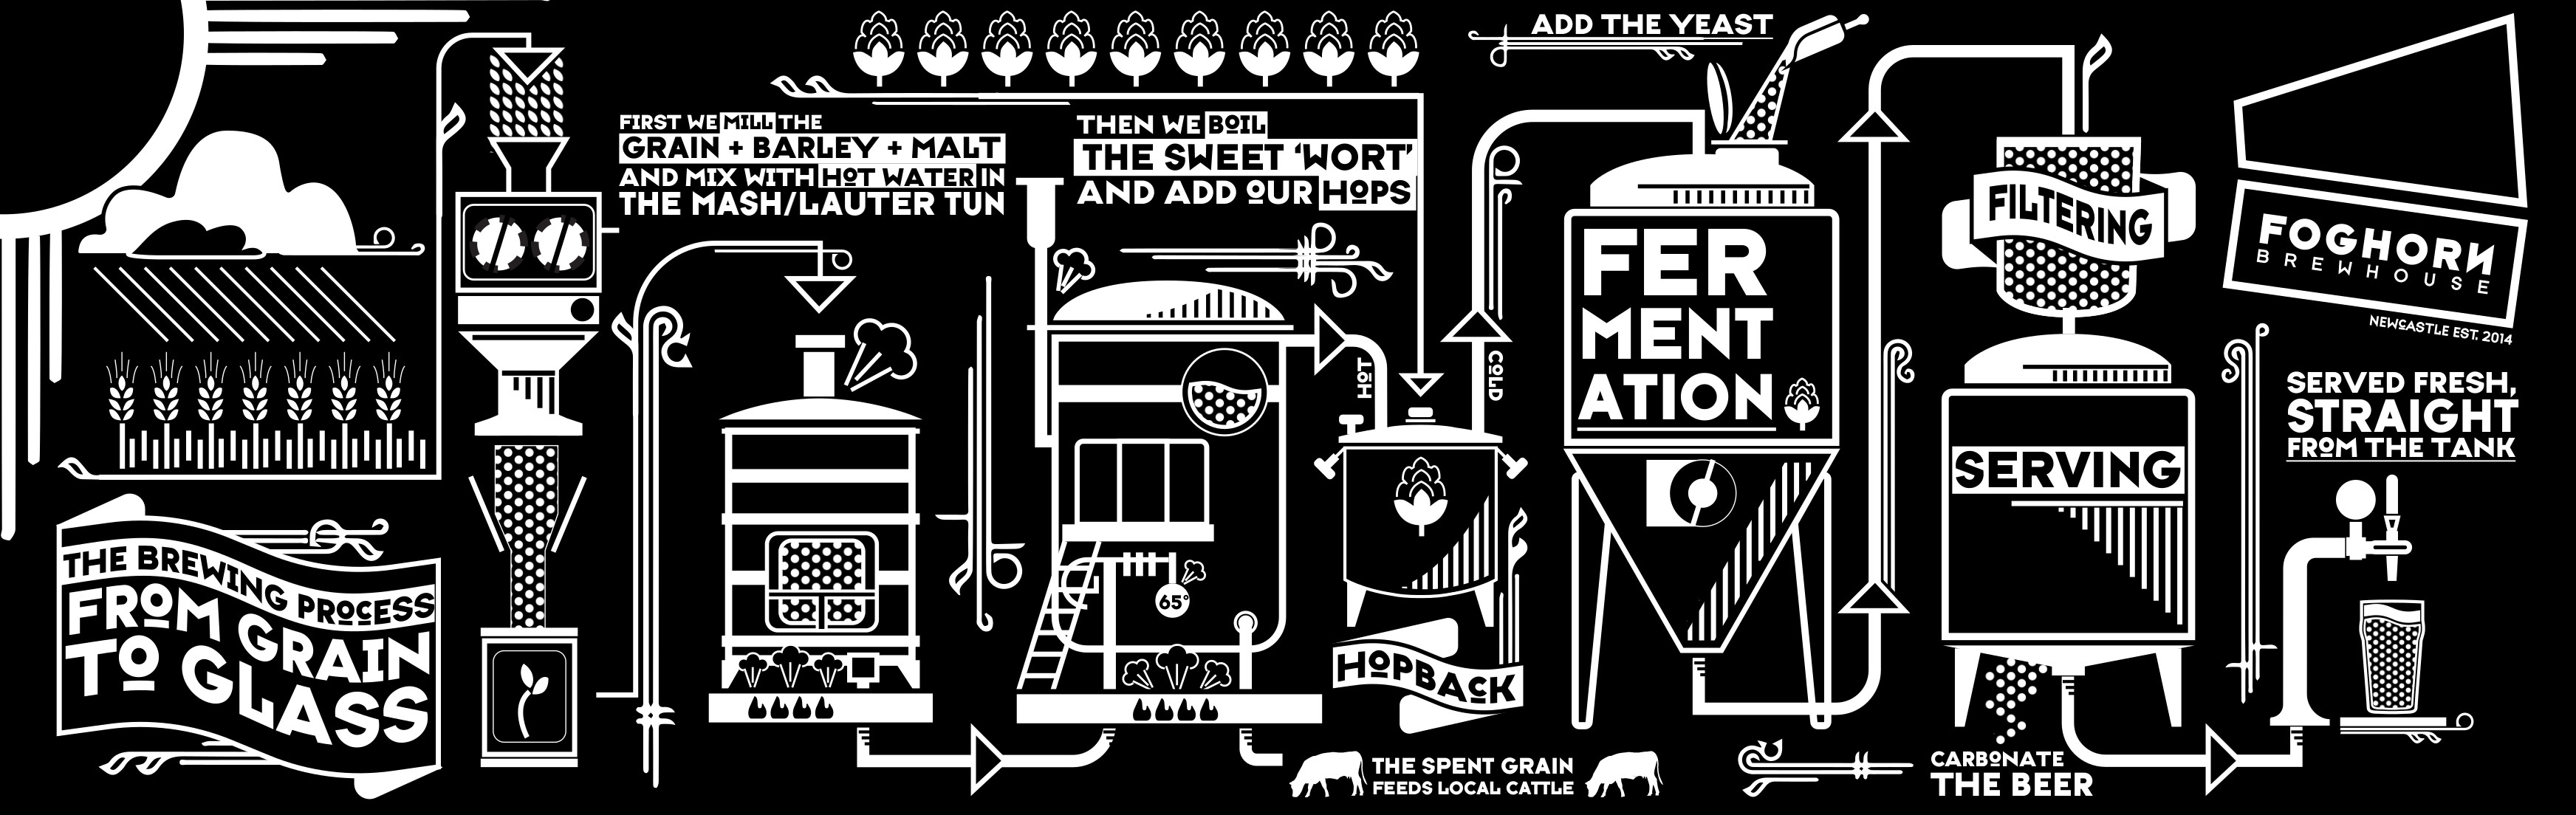 THE BREWING PROCESS
FROM GRAIN
TO GLASS
FIRST WE MILL THE
GRAIN + BARLEY + MALT
AND MIX WITH HOT WATER IN
THE MASH/LAUTER TUN
THEN WE BOIL
THE SWEET ‘WORT’
AND ADD OUR HOPS
65°
HOT
COLD
HOPBACK
THE SPENT GRAIN
FEEDS LOCAL CATTLE
ADD THE YEAST
FER
MENT
ATION
FILTERING
SERVING
CARBONATE
THE BEER
FOGHORN
BREWHOUSE
NEWCASTLE EST. 2014
SERVED FRESH,
STRAIGHT
FROM THE TANK